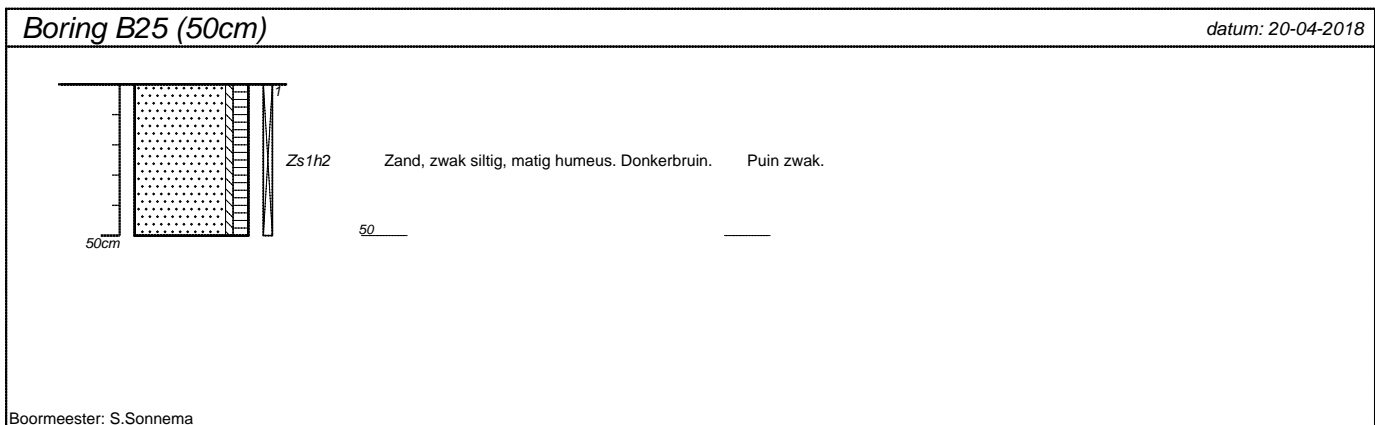 Boring B25 (50cm)
datum: 20-04-2018
1
Zs1h2 Zand, zwak siltig, matig humeus. Donkerbruin. Puin zwak.
50cm
50
Boormeester: S.Sonnema